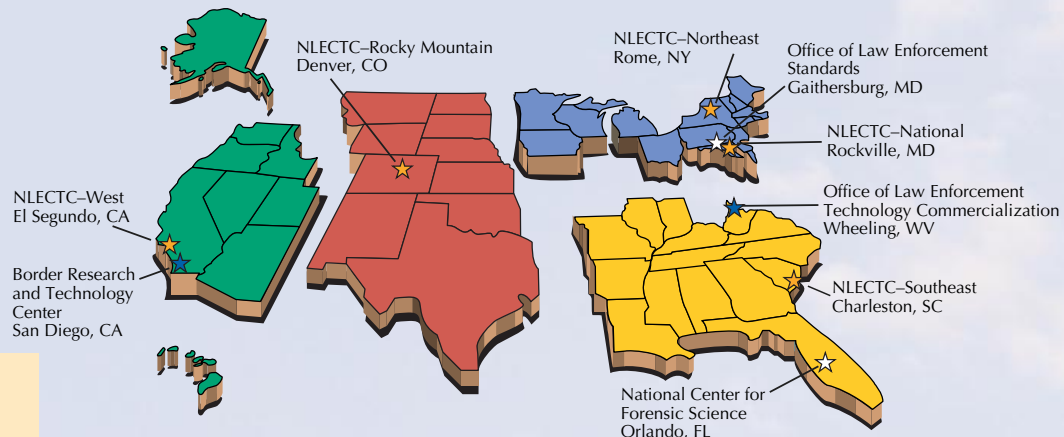 NLECTC–Rocky Mountain
Denver, CO
NLECTC–Northeast
Rome, NY
Office of Law Enforcement
Standards
Gaithersburg, MD
NLECTC–National
Rockville, MD
NLECTC–West
El Segundo, CA
Office of Law Enforcement
Technology Commercialization
Wheeling, WV
Border Research
and Technology
Center
San Diego, CA
NLECTC–Southeast
Charleston, SC
National Center for
Forensic Science
Orlando, FL